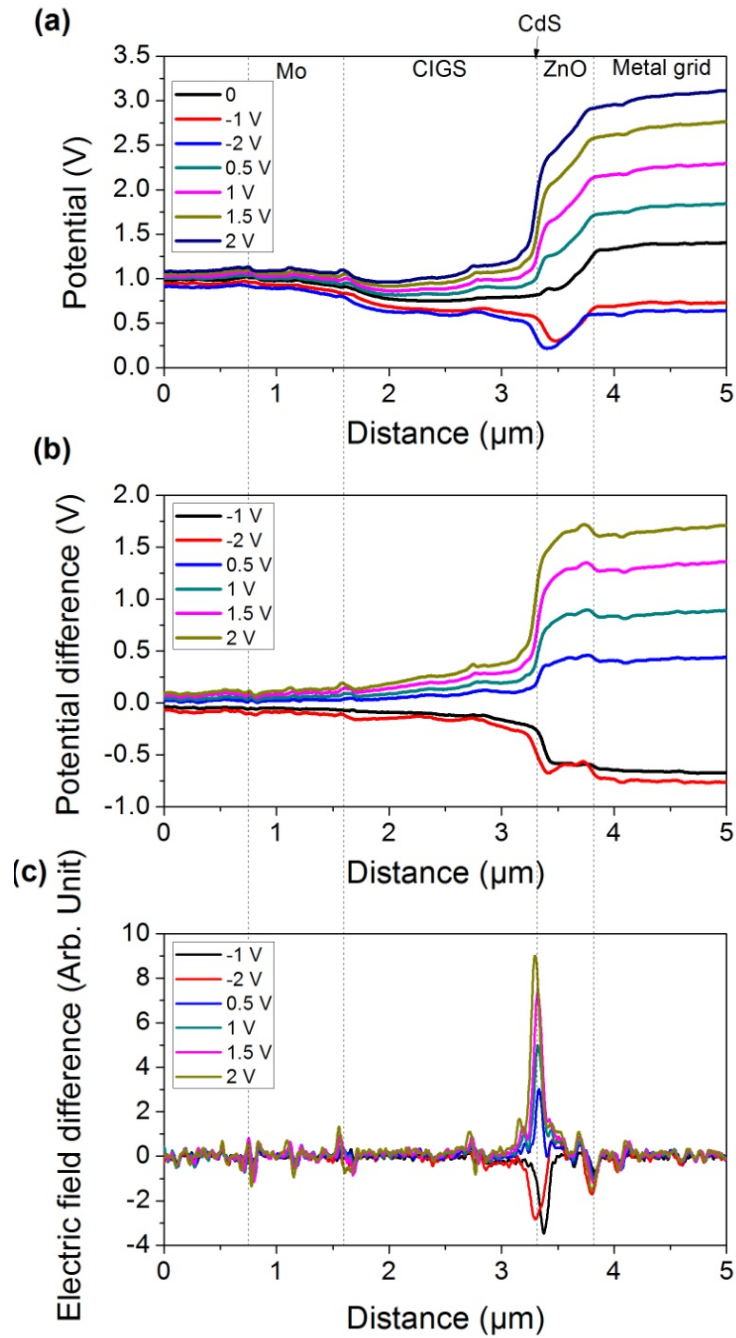 (a)
CdS
Mo
CIGS
ZnO
Metal grid
3.5
3.0
2.5
2.0
1.5
1.0
0.5
0.0
Potential (V)
0
-1 V
-2 V
0.5 V
1 V
1.5 V
2 V
0 1 2 3 4 5
Distance (µm)
(b)
2.0
1.5
1.0
0.5
0.0
-0.5
-1.0
Potential difference (V)
-1 V
-2 V
0.5 V
1 V
1.5 V
2 V
0 1 2 3 4 5
Distance (µm)
(c)
10
8
6
4
2
0
-2
-4
Electric field difference (Arb. Unit)
-1 V
-2 V
0.5 V
1 V
1.5 V
2 V
0 1 2 3 4 5
Distance (µm)